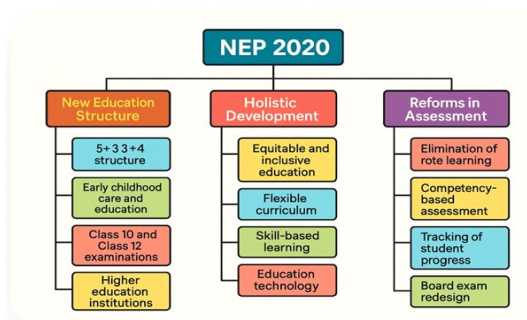 NEP 2020
New Education
Structure
5+3 3+4
structure
Early childhood
care and
education
Class 10 and
Class 12
examinations
Higher
education
institutions
Holistic
Development
Equitable and
inclusive
education
Flexible
curriculum
Skill-based
learning
Education
technology
Reforms in
Assessment
Elimination of
rote learning
Competency-
based
assessment
Tracking of
student
progress
Board exam
redesign